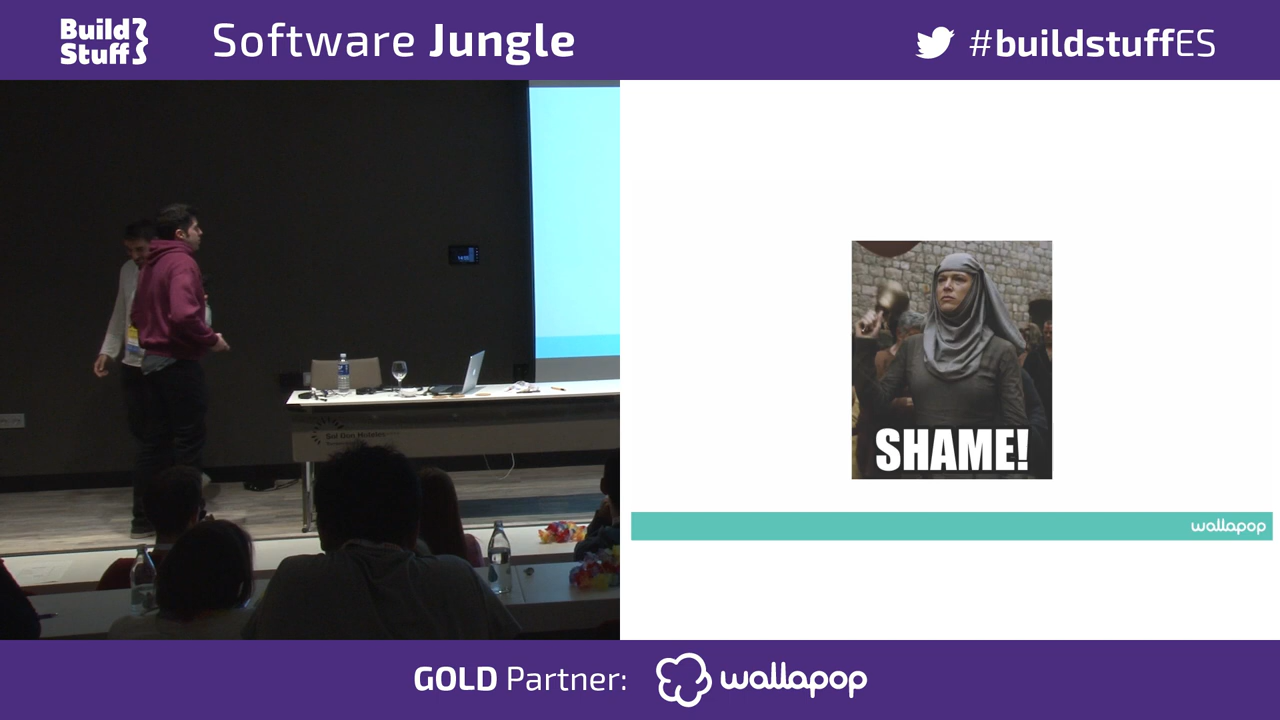 Build
Stuff
Software Jungle
#buildstuffES
SHAME!
wallapop
GOLD Partner:
wallapop